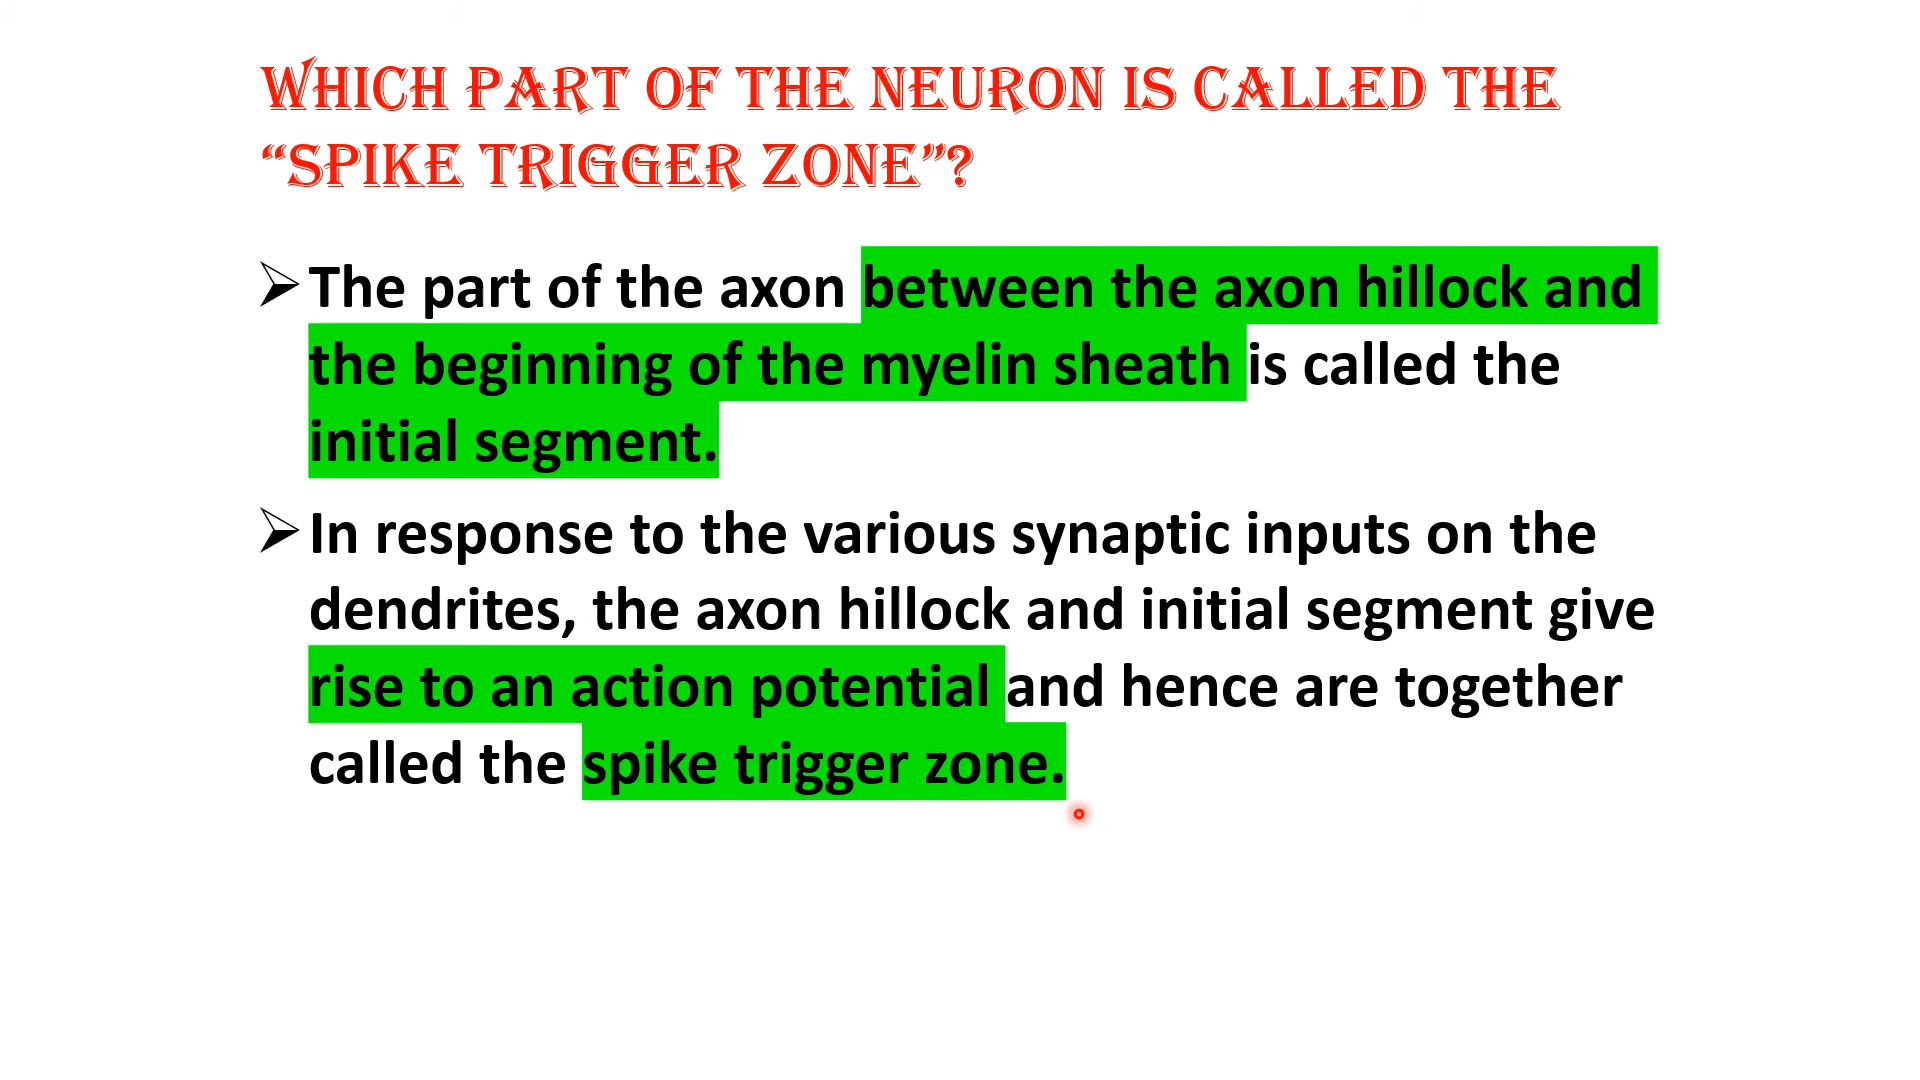 WHICH PART OF THE NEURON IS CALLED THE
“SPIKE TRIGGER ZONE”?
➢ The part of the axon between the axon hillock and
the beginning of the myelin sheath is called the
initial segment.
➢ In response to the various synaptic inputs on the
dendrites, the axon hillock and initial segment give
rise to an action potential and hence are together
called the spike trigger zone.